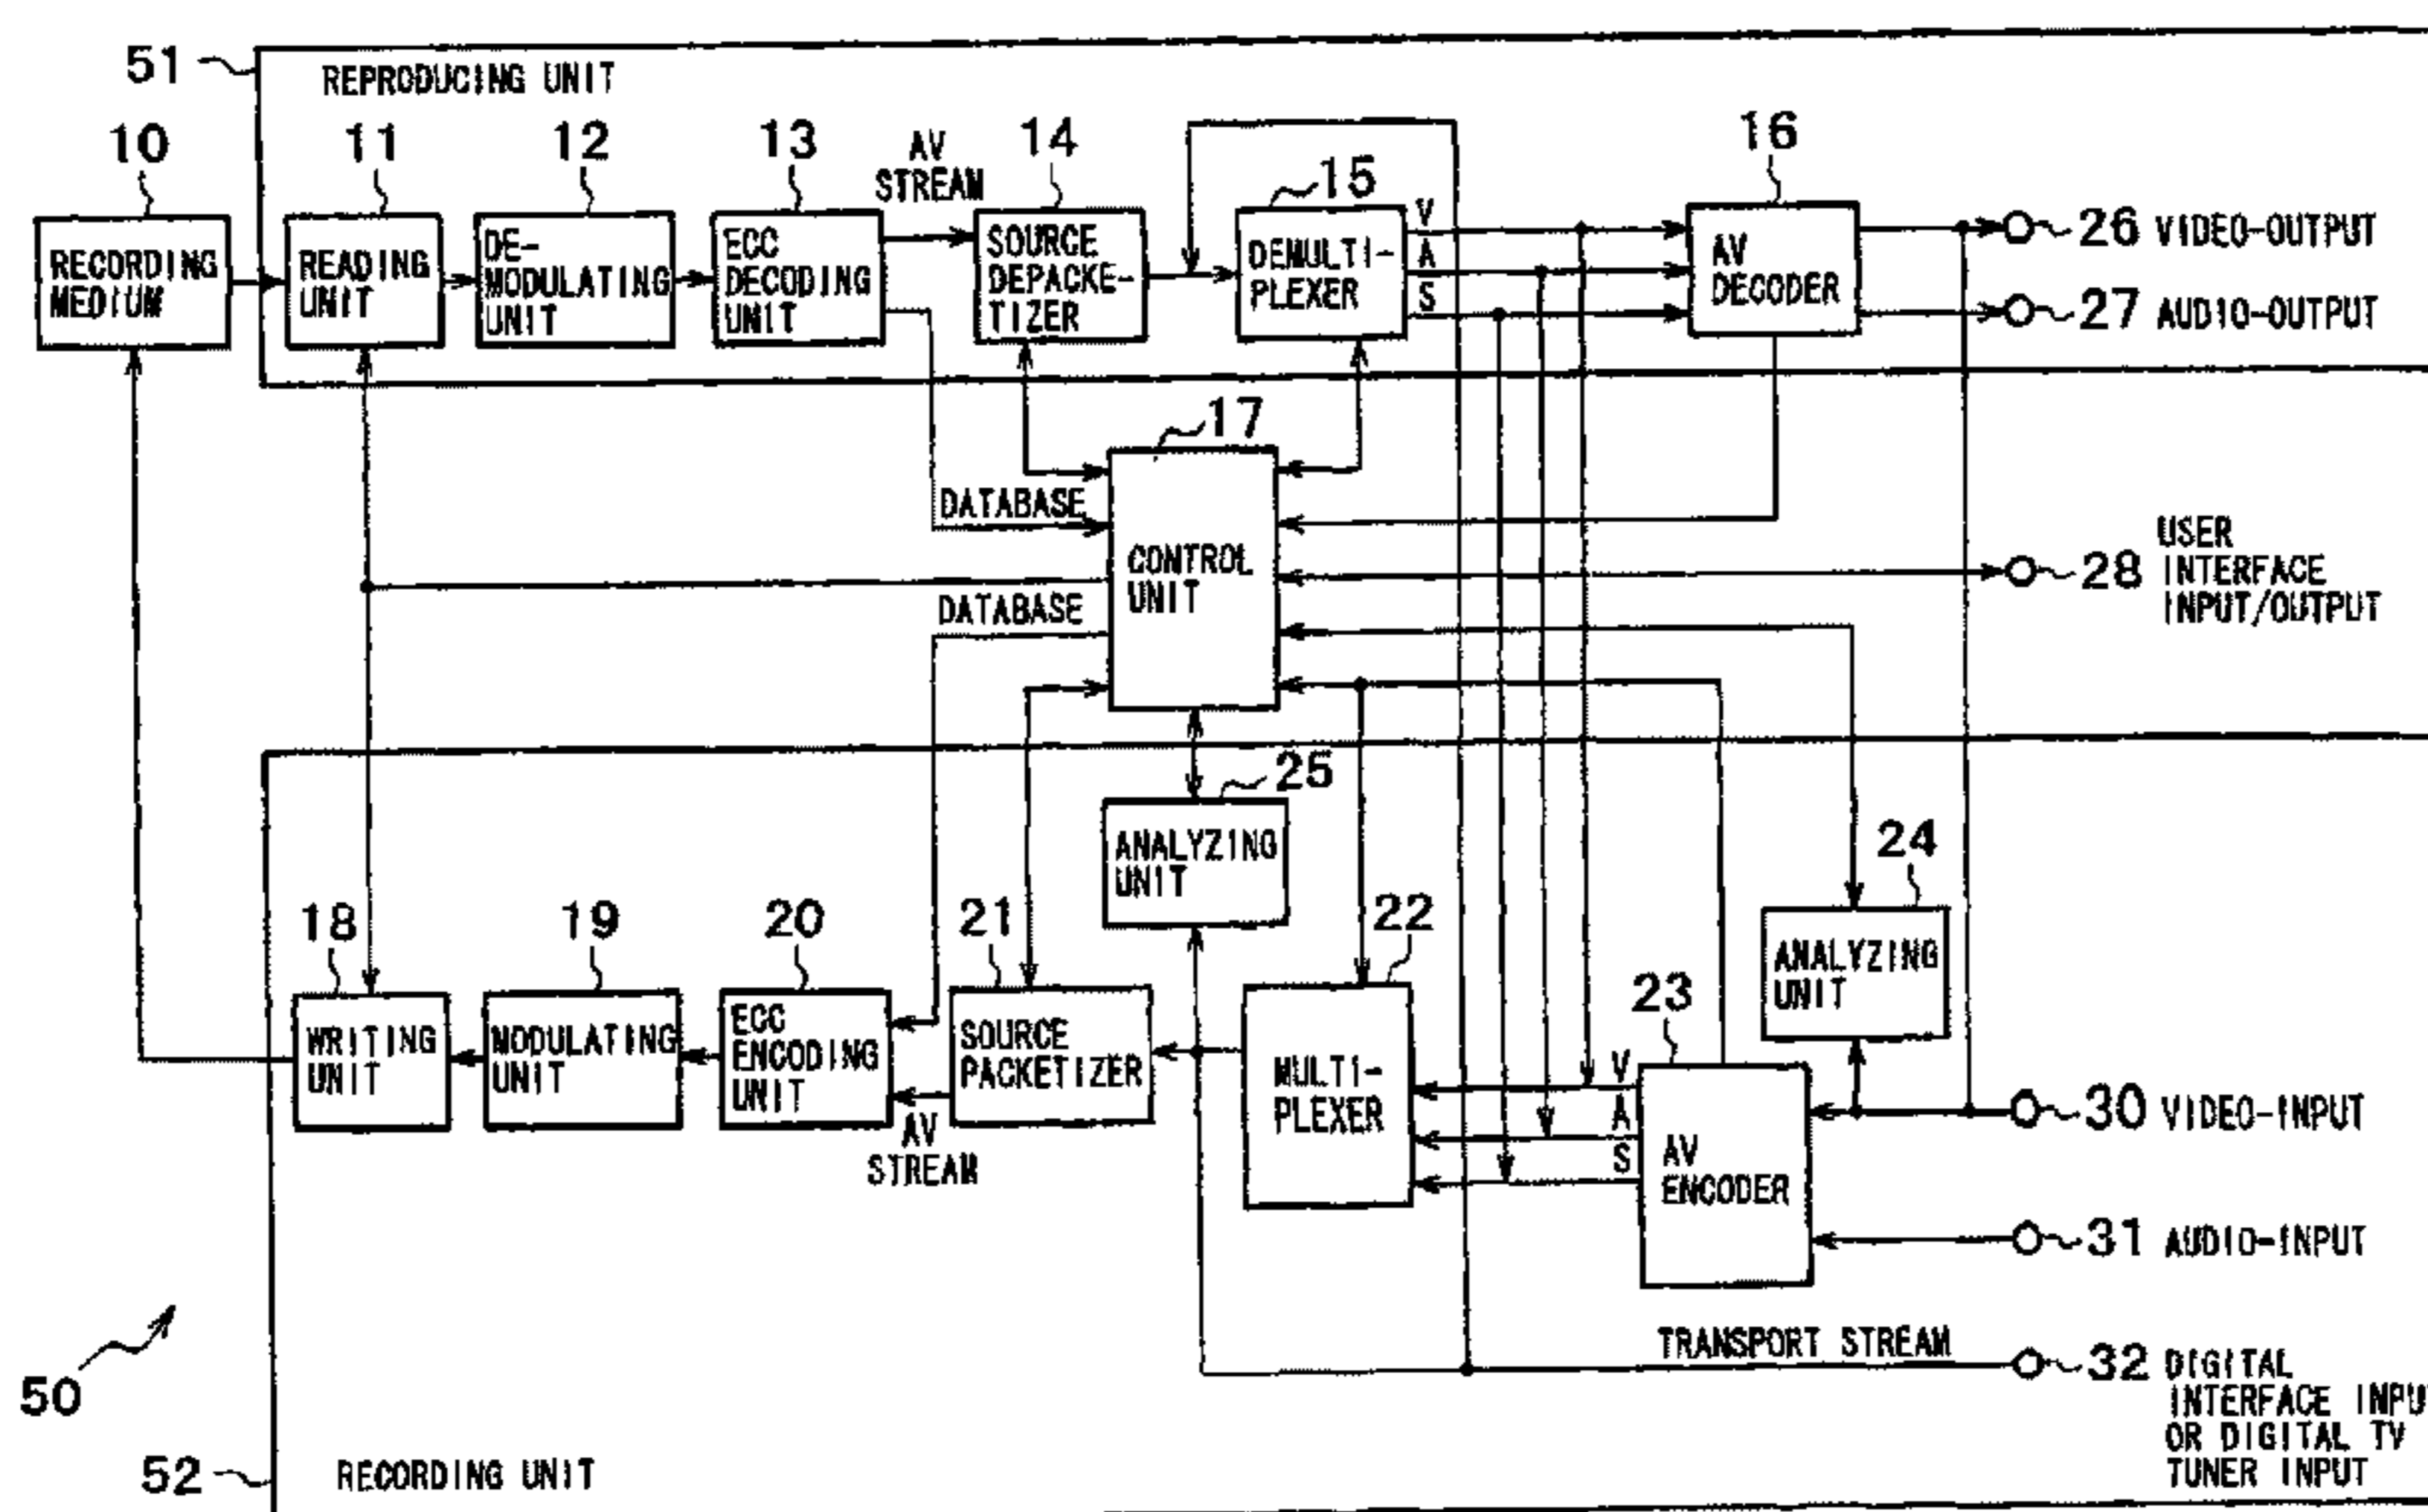 51
REPRODUCING UNIT
10
11
12
13
AV
STREAM
14
15
16
RECORDING
MEDIUM
READING
UNIT
DE-
MODULATING
UNIT
ECC
DECODING
UNIT
SOURCE
DEPACKE-
TIZER
DEMULTI-
PLEXER
V
A
S
AV
DECODER
26 VIDEO-OUTPUT
27 AUDIO-OUTPUT
17
DATABASE
CONTROL
UNIT
DATABASE
28
USER
INTERFACE
INPUT/OUTPUT
25
ANALYZING
UNIT
24
ANALYZING
UNIT
18
19
20
21
22
23
WRITING
UNIT
MODULATING
UNIT
ECC
ENCODING
UNIT
SOURCE
PACKETIZER
MULTI-
PLEXER
V
A
S
AV
ENCODER
AV
STREAM
30 VIDEO-INPUT
31 AUDIO-INPUT
TRANSPORT STREAM
32 DIGITAL
INTERFACE INPU
OR DIGITAL TV
TUNER INPUT
50
52
RECORDING UNIT